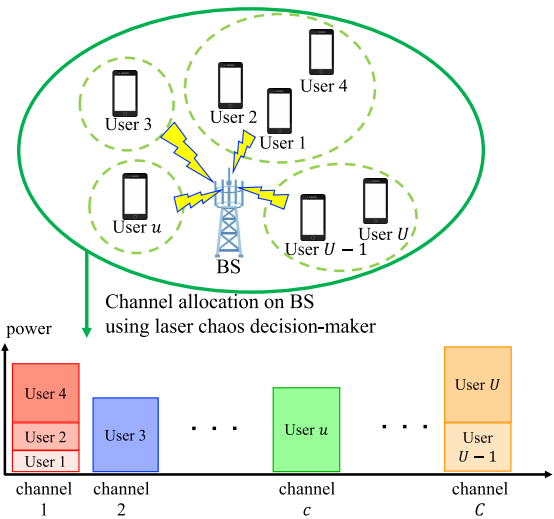 User 4
User 2
User 3
User 1
User u
User U
User U − 1
BS
Channel allocation on BS
using laser chaos decision-maker
power
User 4
User 2
User 1
User 3
. . .
User u
. . .
User U
User
U−1
channel
1
channel
2
channel
c
channel
C